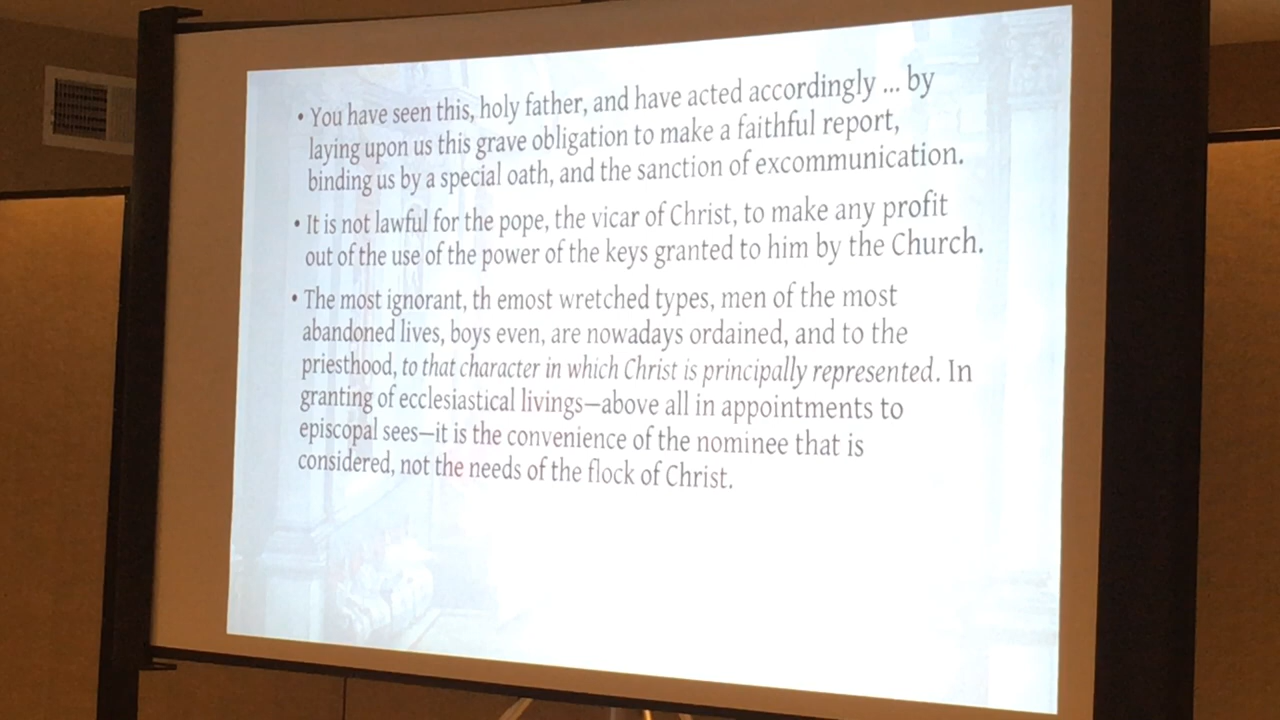 • You have seen this, holy father, and have acted accordingly ... by
laying upon us this grave obligation to make a faithful report,
binding us by a special oath, and the sanction of excommunication.
• It is not lawful for the pope, the vicar of Christ, to make any profit
out of the use of the power of the keys granted to him by the Church.
• The most ignorant, th emost wretched types, men of the most
abandoned lives, boys even, are nowadays ordained, and to the
priesthood, to that character in which Christ is principally represented. In
granting of ecclesiastical livings—above all in appointments to
episcopal sees—it is the convenience of the nominee that is
considered, not the needs of the flock of Christ.